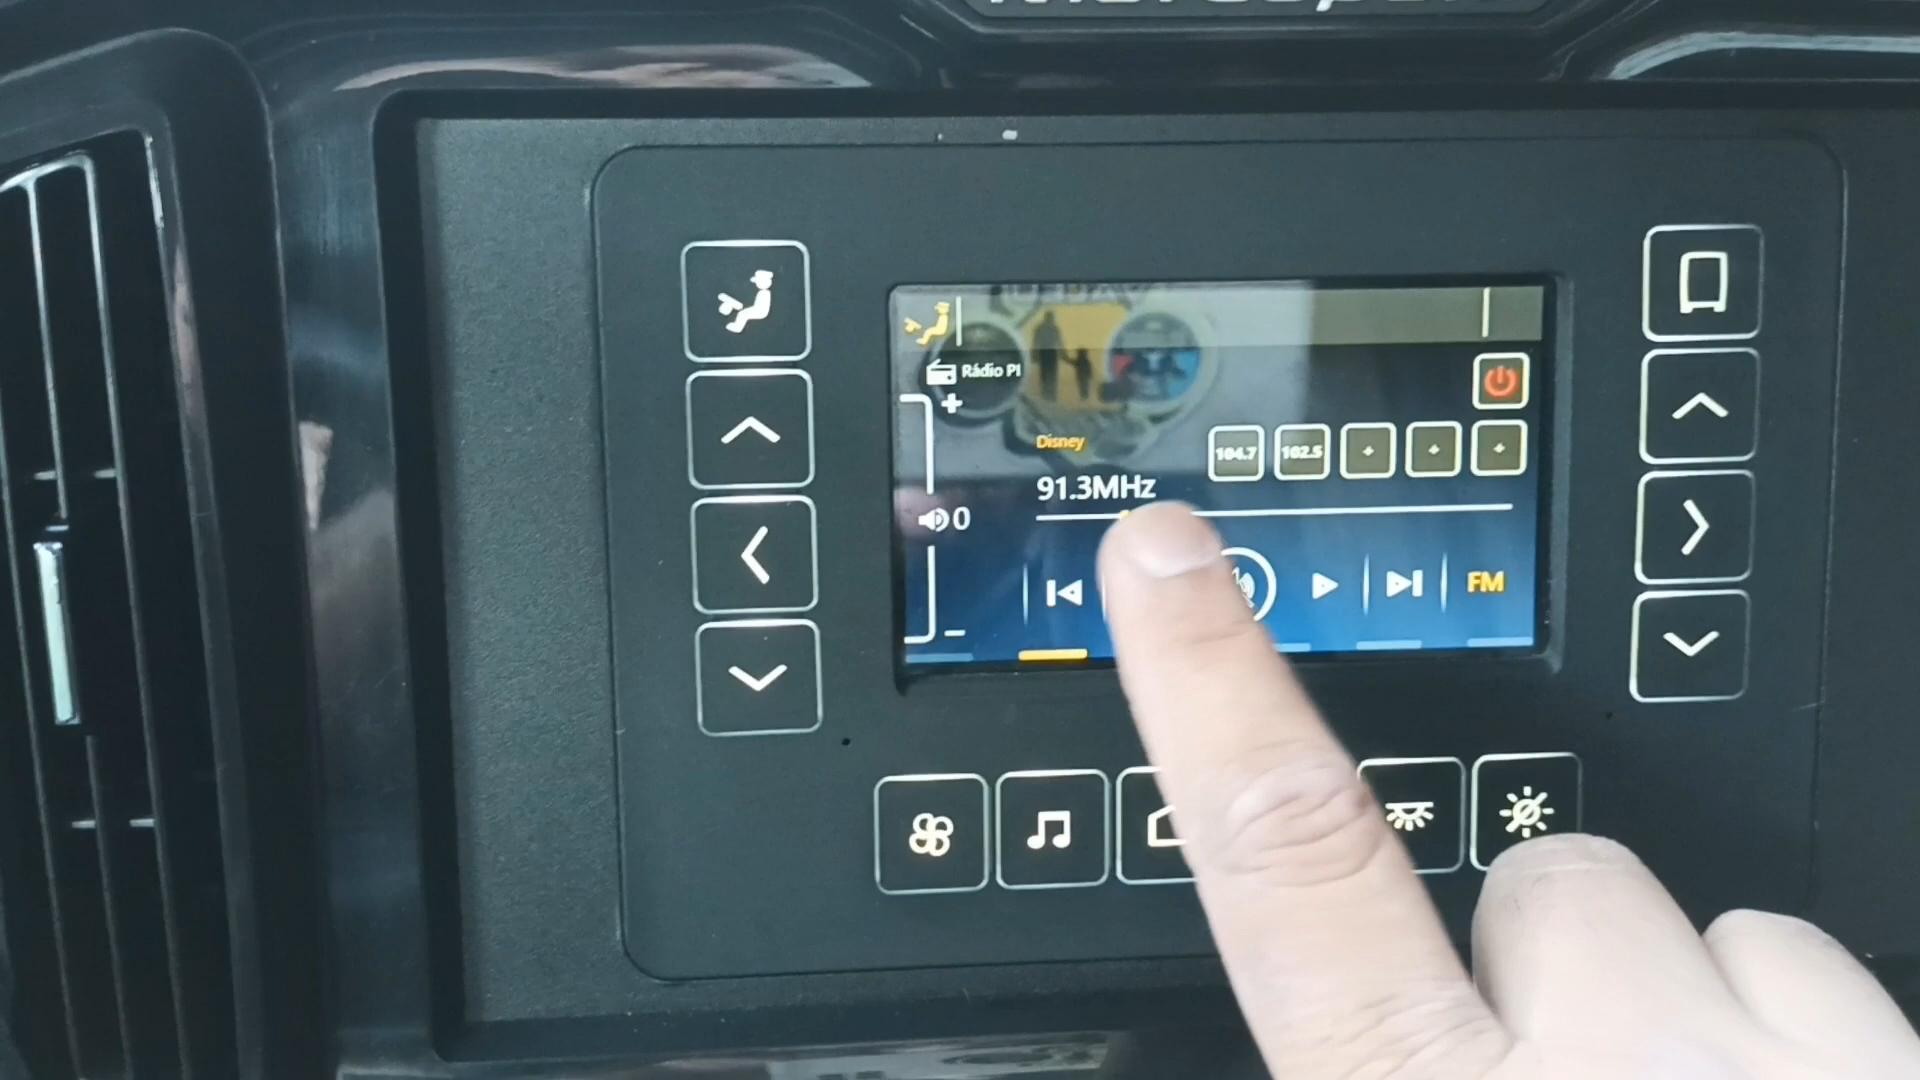 Rádio PI
+
Disney
104.7 102.5 + + +
91.3MHz
0
FM
−